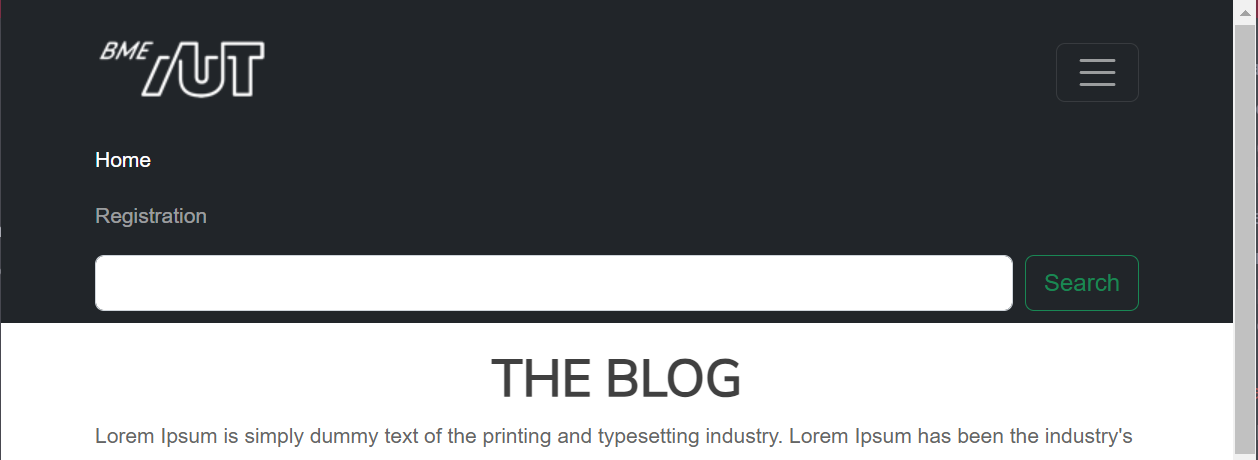 BME AUT
Home
Registration
Search
THE BLOG
Lorem Ipsum is simply dummy text of the printing and typesetting industry. Lorem Ipsum has been the industry's